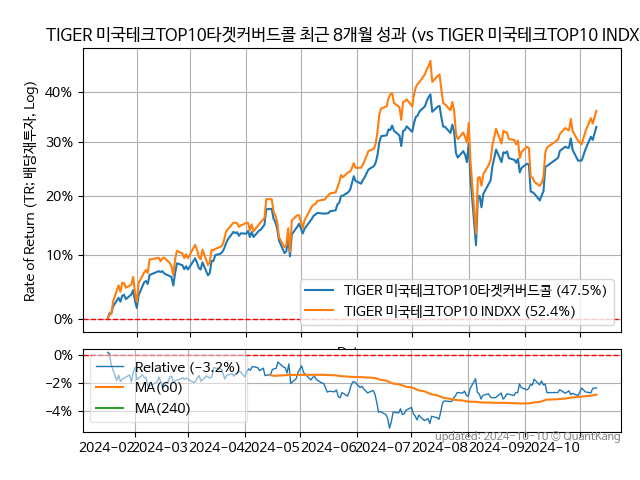 TIGER 미국테크TOP10타겟커버드콜 최근 8개월 성과 (vs TIGER 미국테크TOP10 INDX
Rate of Return (TR: 배당재투자, Log)
40%
30%
20%
10%
0%
TIGER 미국테크TOP10타겟커버드콜 (47.5%)
TIGER 미국테크TOP10 INDXX (52.4%)
0%
−2%
−4%
Relative (−3.2%)
MA(60)
MA(240)
2024−02 2024−03 2024−04 2024−05 2024−06 2024−07 2024−08 2024−09 2024−10
updated: 2024−10−10 © QuantKang